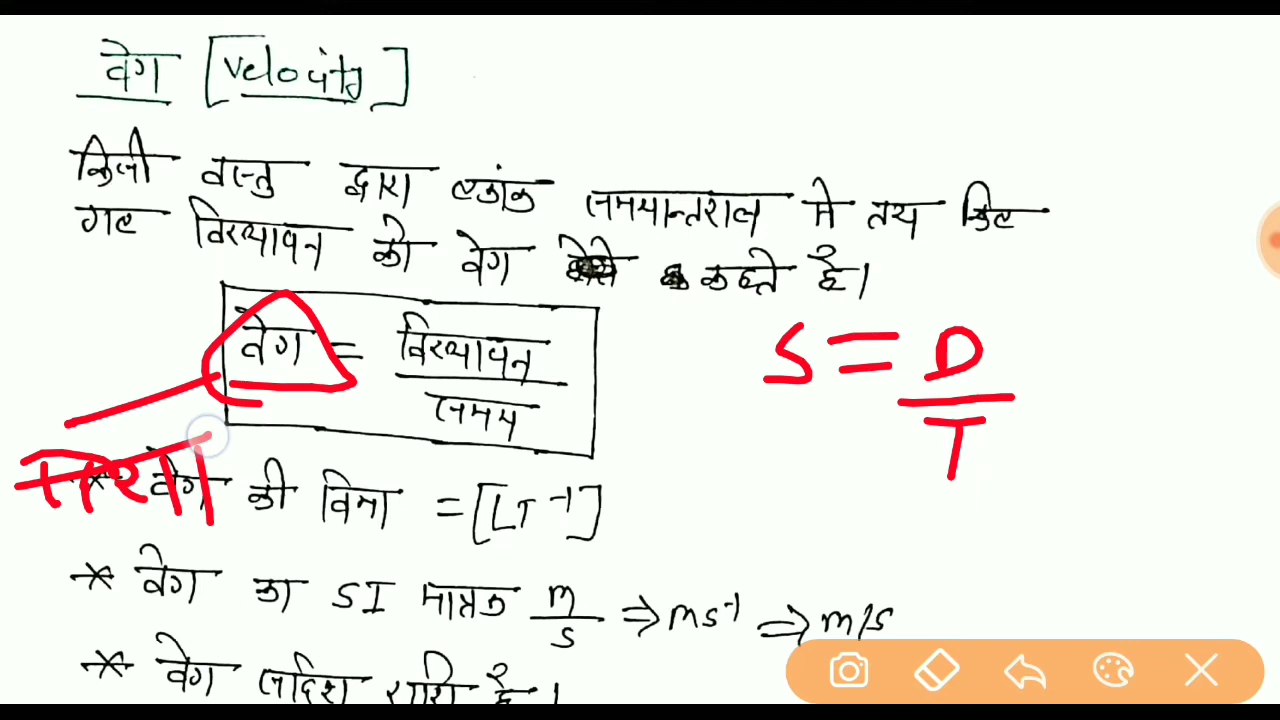 वेग [Velocity]
किसी वस्तु द्वारा एकांक समयान्तराल मे तय किए
गए विस्थापन को वेग कहते है।
वेग = विस्थापन / समय
S = D / T
* वेग की विमा = [LT⁻¹]
* वेग का SI मात्रक m/s ⇒ ms⁻¹ ⇒ m/s
* वेग सदिश राशि है।